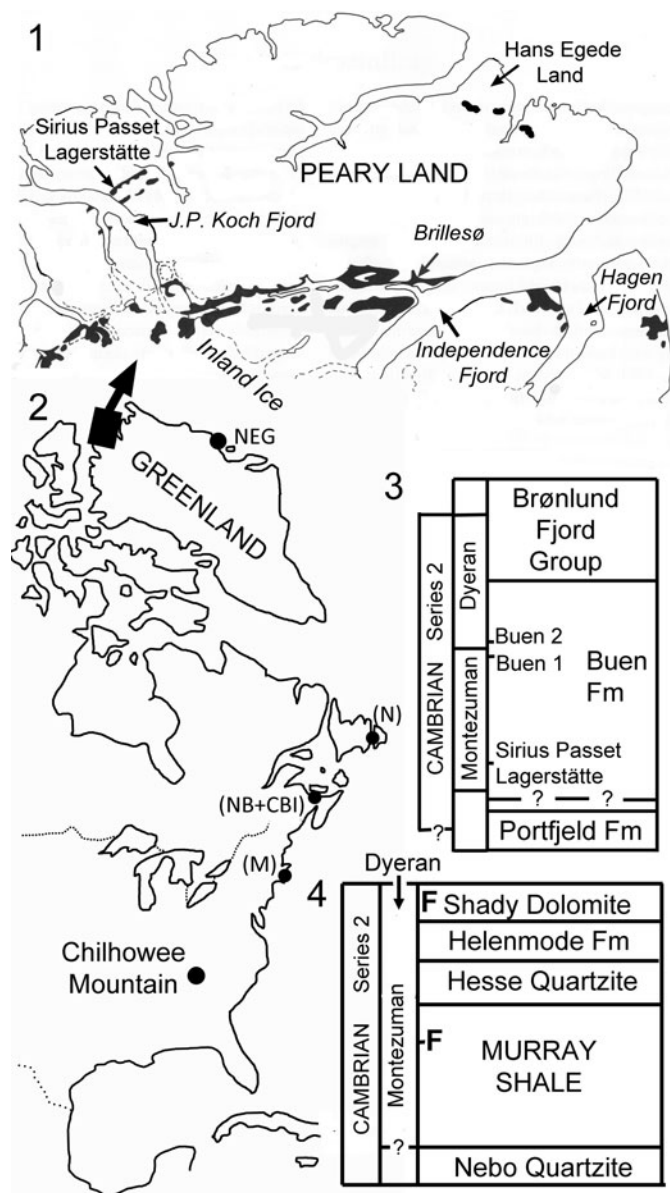 1
Hans Egede
Land
Sirius Passet
Lagerstätte
PEARY LAND
J.P. Koch Fjord
Brillesø
Hagen
Fjord
Inland Ice
Independence
Fjord
2
NEG
GREENLAND
(N)
(NB+CBI)
(M)
Chilhowee
Mountain
3
CAMBRIAN Series 2
Dyeran
Montezuman
Brønlund
Fjord
Group
Buen 2
Buen 1
Buen
Fm
Sirius Passet
Lagerstätte
? ?
?
Portfjeld Fm
4
Dyeran
CAMBRIAN Series 2
Montezuman
F Shady Dolomite
Helenmode Fm
Hesse Quartzite
F
MURRAY
SHALE
?
Nebo Quartzite